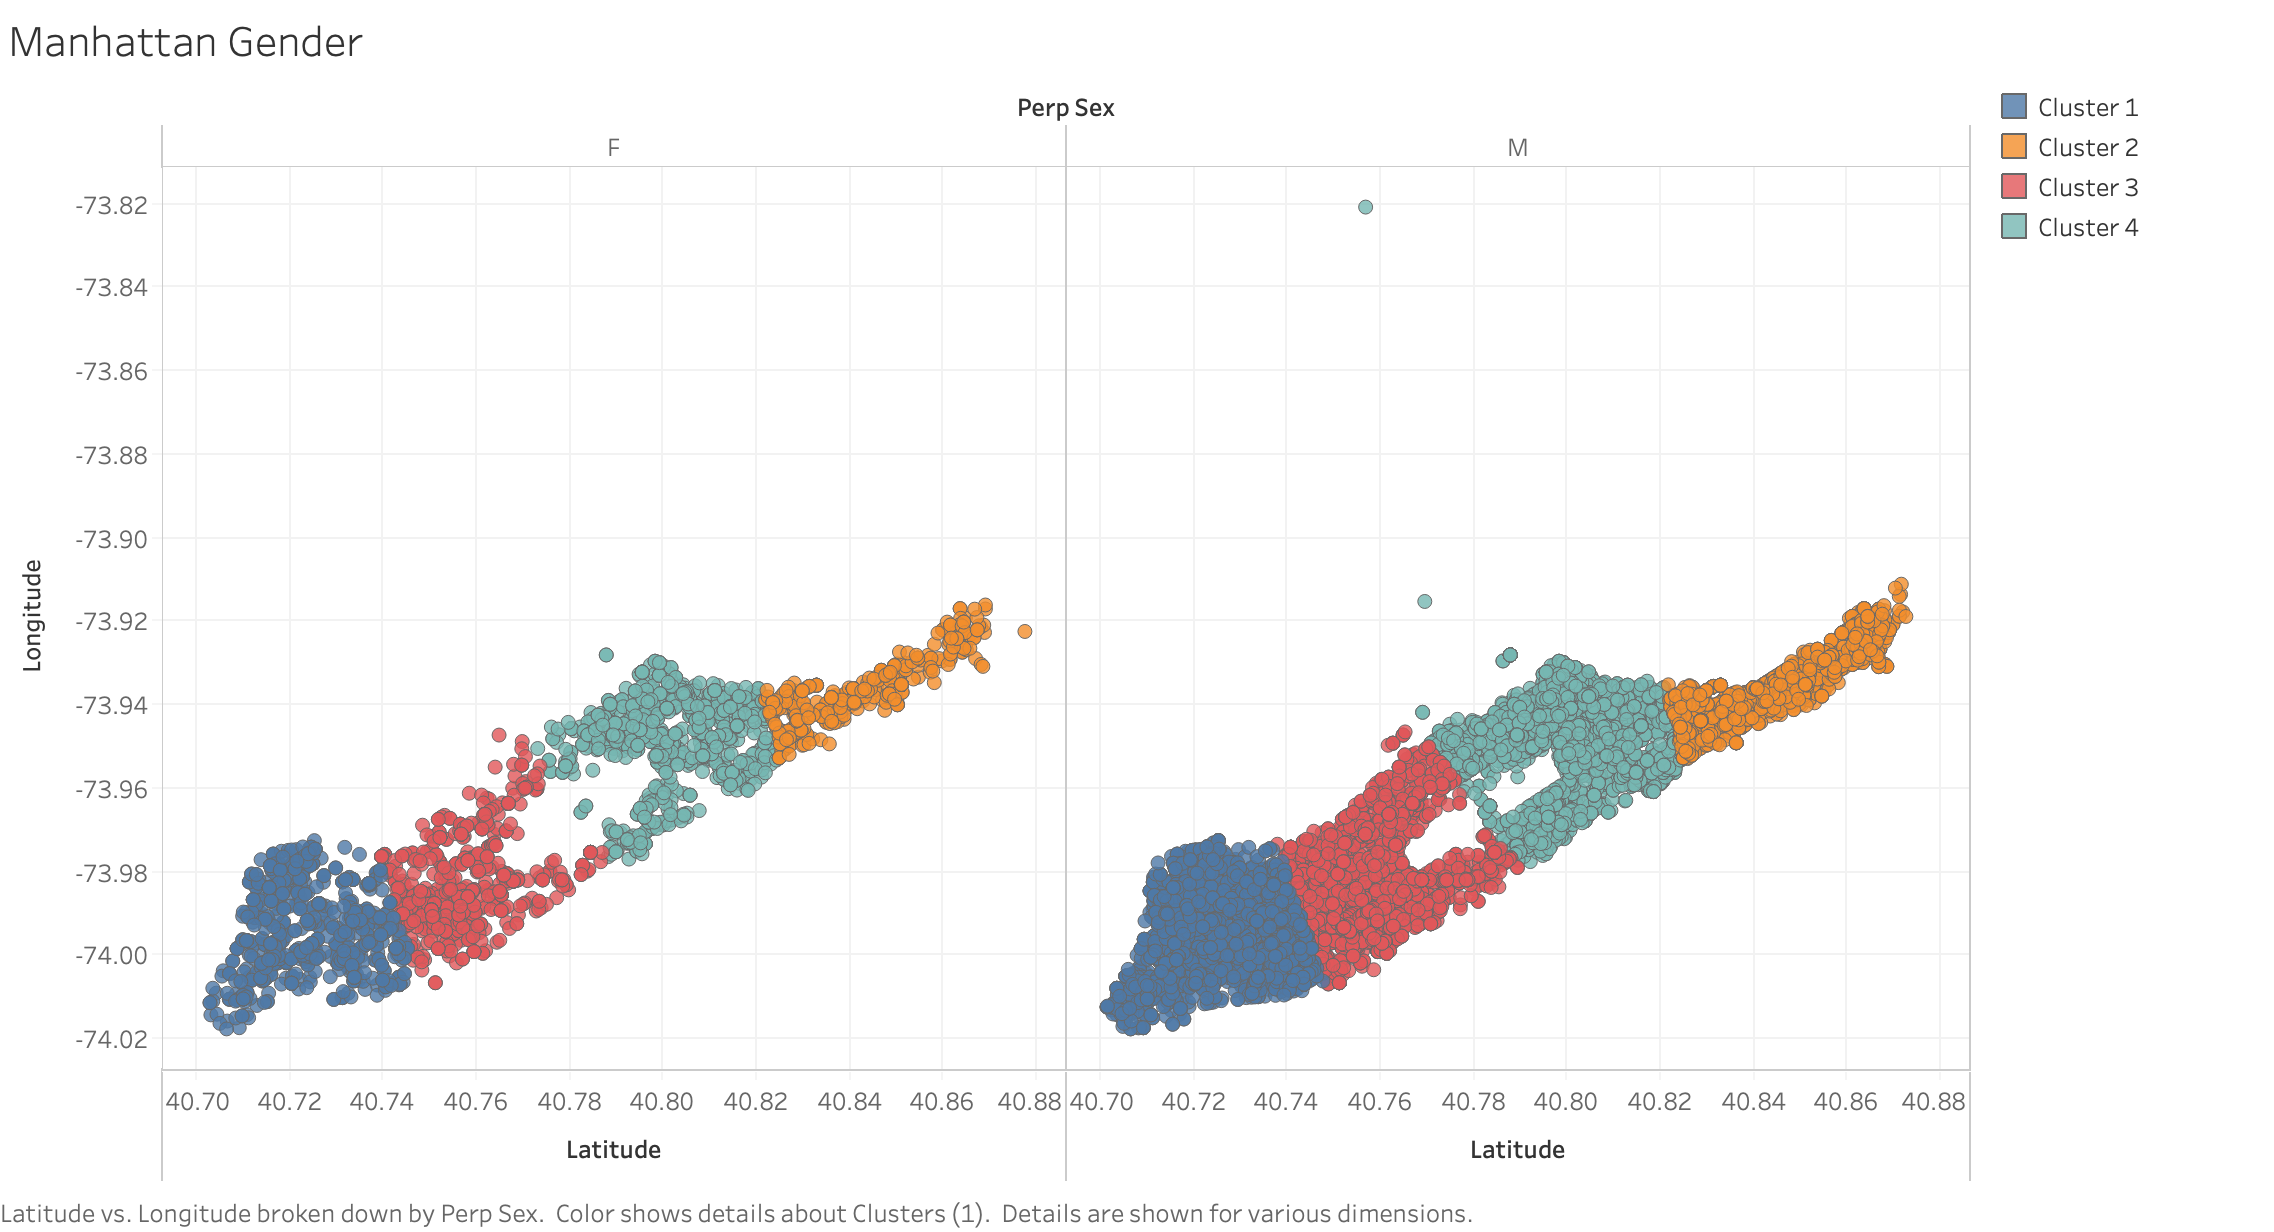 Manhattan Gender
Perp Sex
F
M
Cluster 1
Cluster 2
Cluster 3
Cluster 4
Longitude
-73.82
-73.84
-73.86
-73.88
-73.90
-73.92
-73.94
-73.96
-73.98
-74.00
-74.02
40.70 40.72 40.74 40.76 40.78 40.80 40.82 40.84 40.86 40.88
40.70 40.72 40.74 40.76 40.78 40.80 40.82 40.84 40.86 40.88
Latitude
Latitude
Latitude vs. Longitude broken down by Perp Sex.  Color shows details about Clusters (1).  Details are shown for various dimensions.